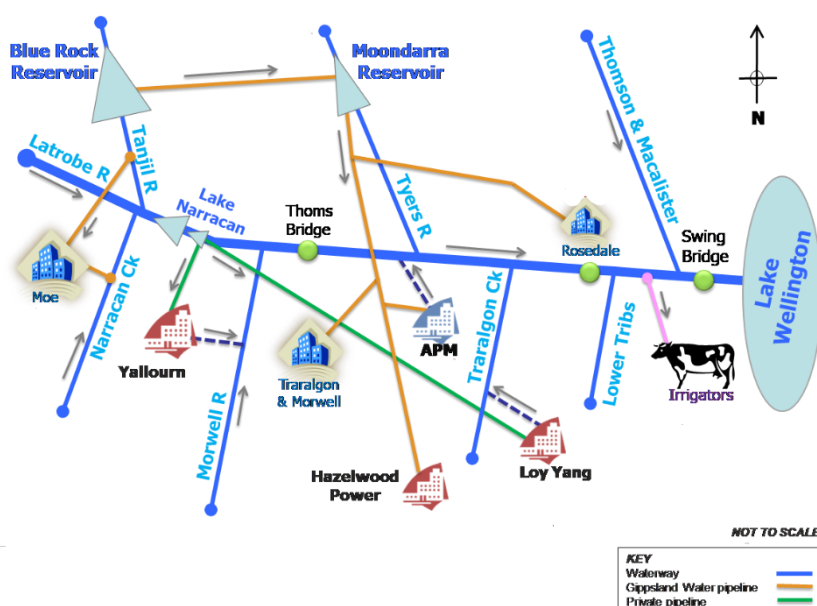 Blue Rock
Reservoir
Moondarra
Reservoir
Thomson & Macalister
N
Latrobe R
Tanjil R
Lake
Narracan
Thoms
Bridge
Tyers R
Rosedale
Swing
Bridge
Lake
Wellington
Moe
Narracan Ck
Yallourn
Morwell R
Traralgon
& Morwell
APM
Traralgon Ck
Lower Tribs
Irrigators
Hazelwood
Power
Loy Yang
NOT TO SCALE
KEY
Waterway
Gippsland Water pipeline
Private pipeline